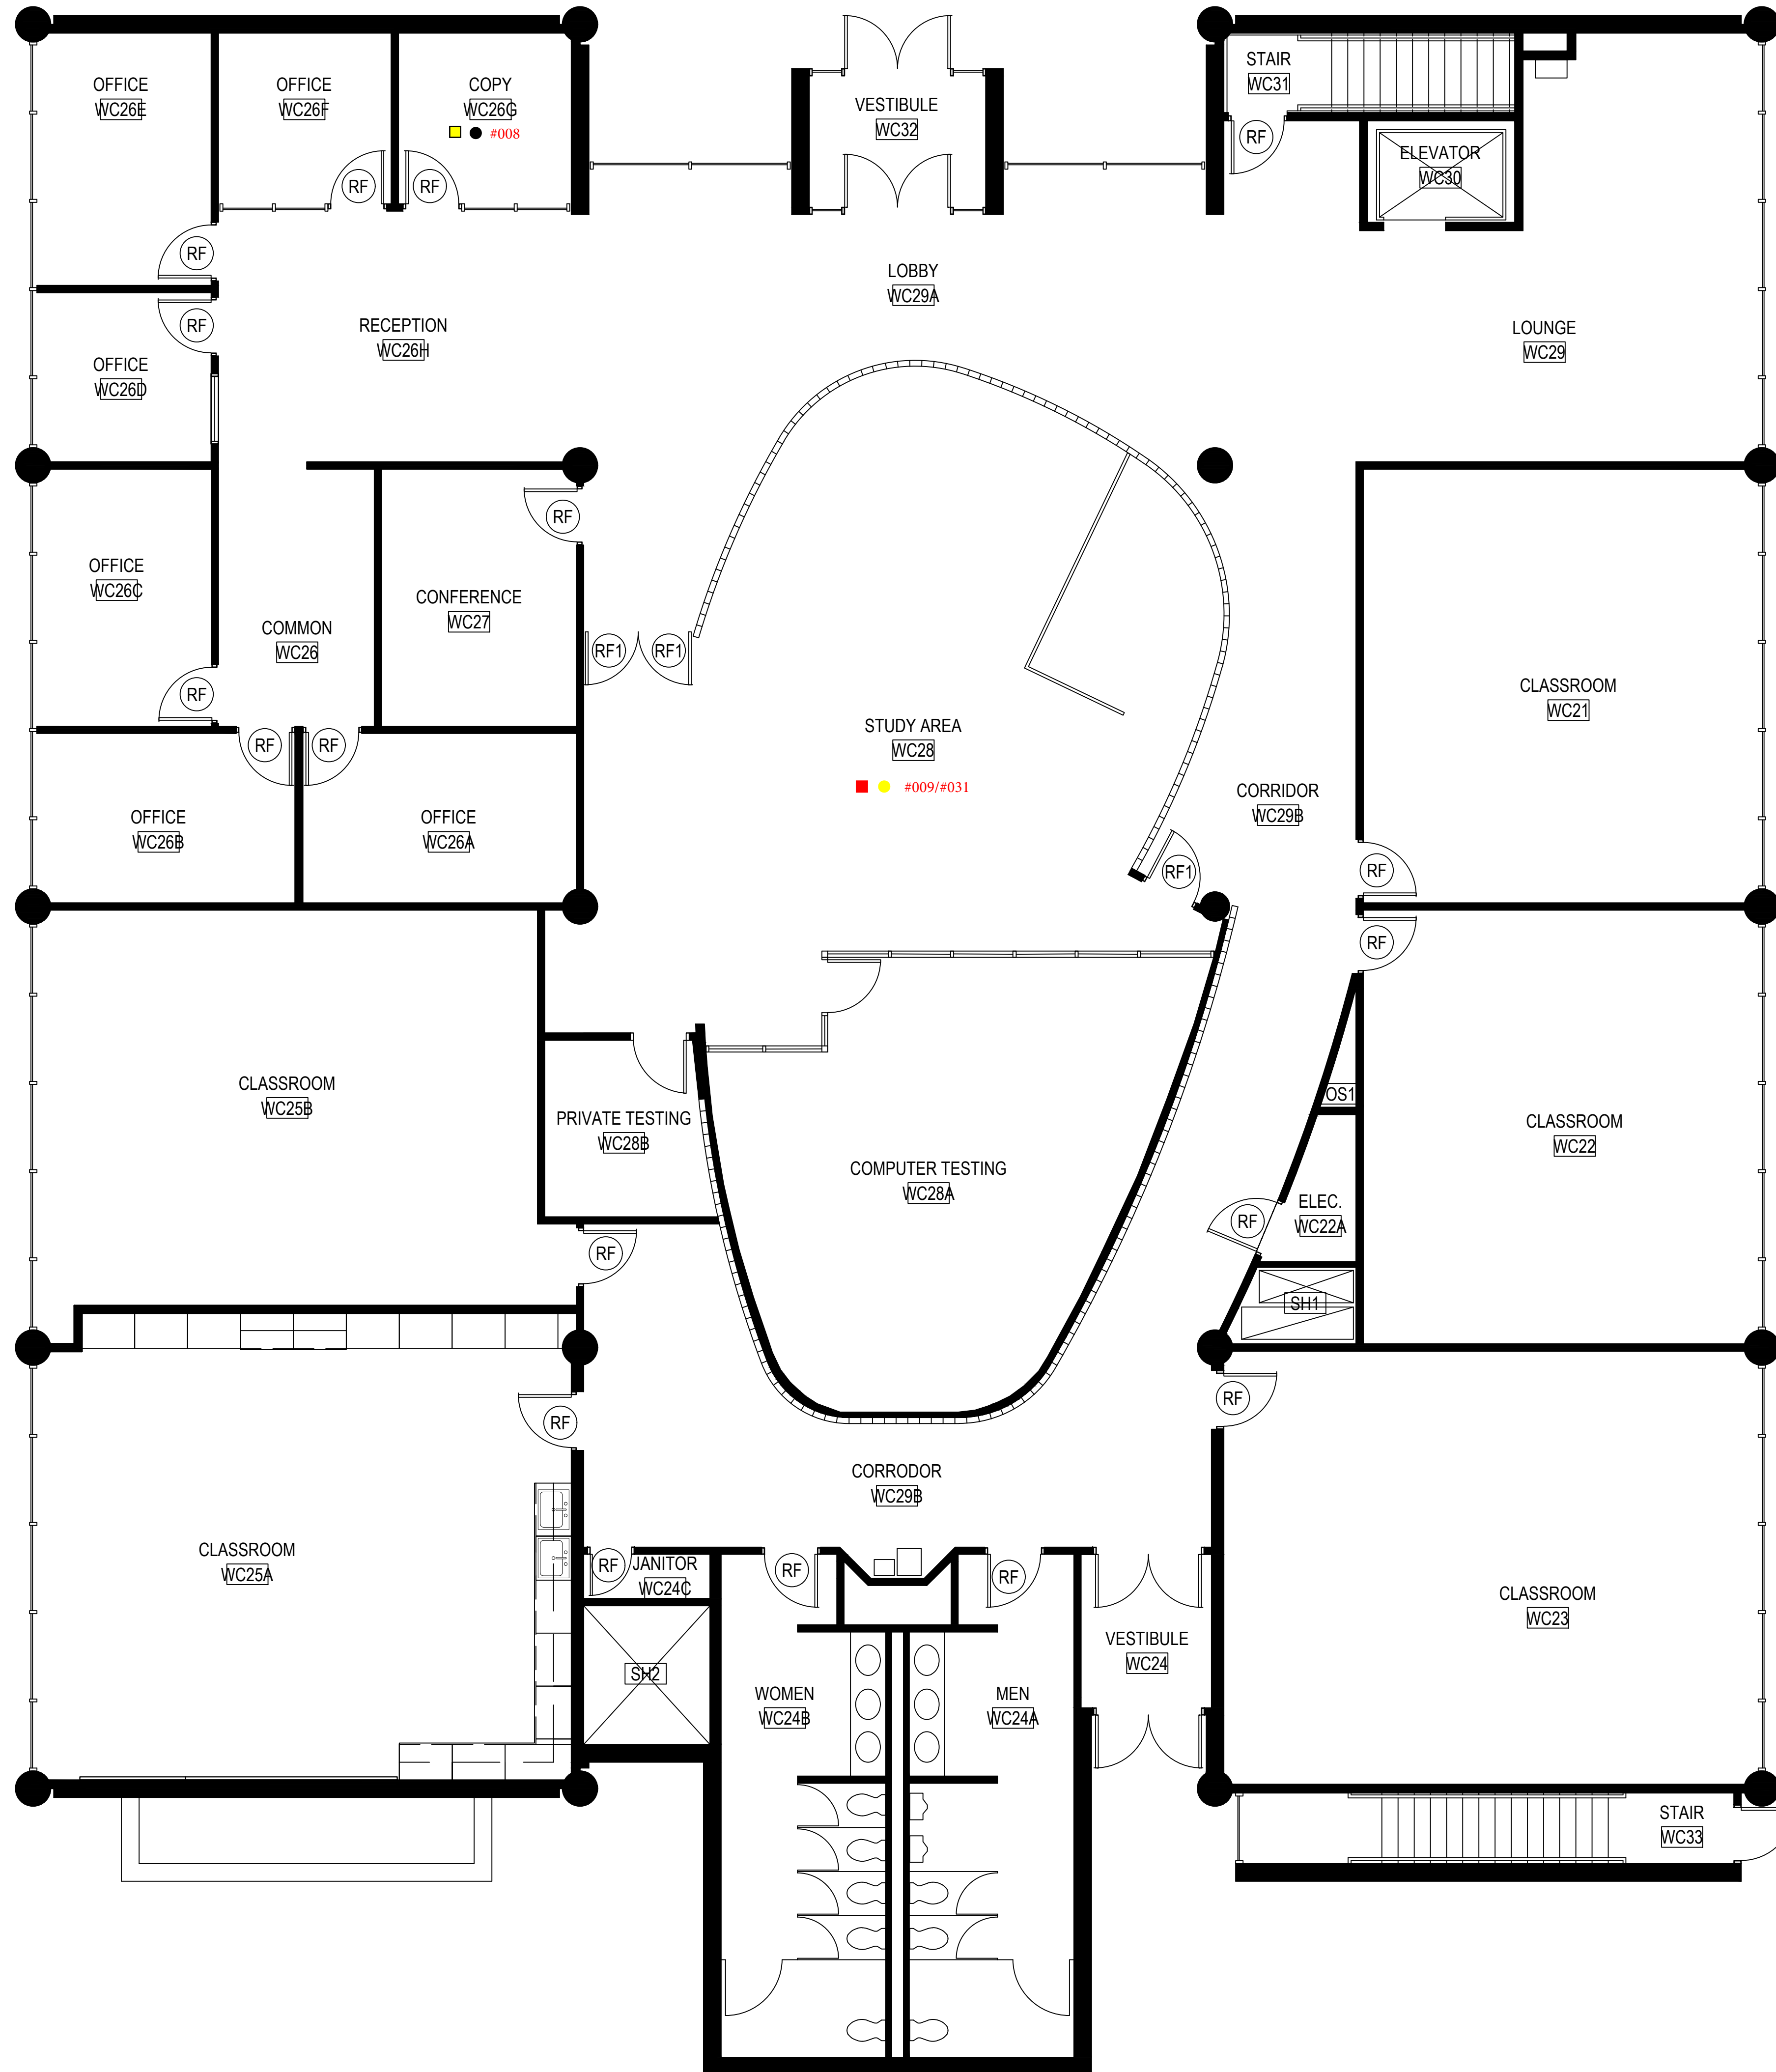 OFFICE
WC26E
OFFICE
WC26F
COPY
WC26G
#008
VESTIBULE
WC32
STAIR
WC31
RF
ELEVATOR
WC30
RF
RF
RF
RF
LOBBY
WC29A
RECEPTION
WC26H
LOUNGE
WC29
OFFICE
WC26D
RF
OFFICE
WC26C
CONFERENCE
WC27
COMMON
WC26
RF1
RF1
RF
CLASSROOM
WC21
STUDY AREA
WC28
#009/#031
RF
RF
CORRIDOR
WC29B
OFFICE
WC26B
OFFICE
WC26A
RF1
RF
RF
CLASSROOM
WC25B
OS1
PRIVATE TESTING
WC28B
CLASSROOM
WC22
COMPUTER TESTING
WC28A
ELEC.
WC22A
RF
RF
SH1
RF
RF
CORRODOR
WC29B
CLASSROOM
WC25A
RF
JANITOR
WC24C
RF
RF
CLASSROOM
WC23
VESTIBULE
WC24
SH2
WOMEN
WC24B
MEN
WC24A
STAIR
WC33